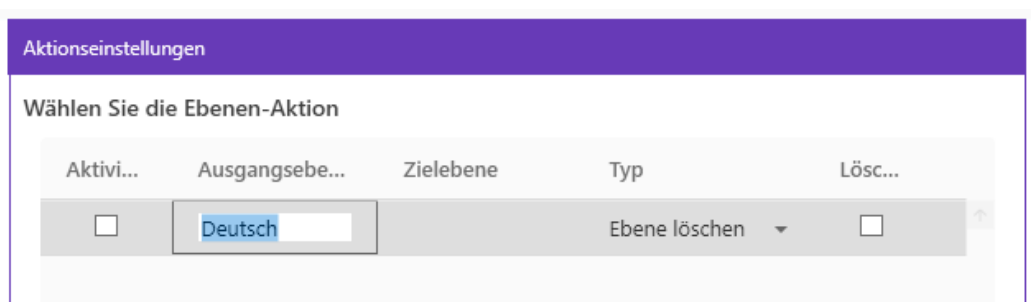 Aktionseinstellungen
Wählen Sie die Ebenen-Aktion
Aktivi... Ausgangsebe... Zielebene Typ Lösc...
Deutsch Ebene löschen